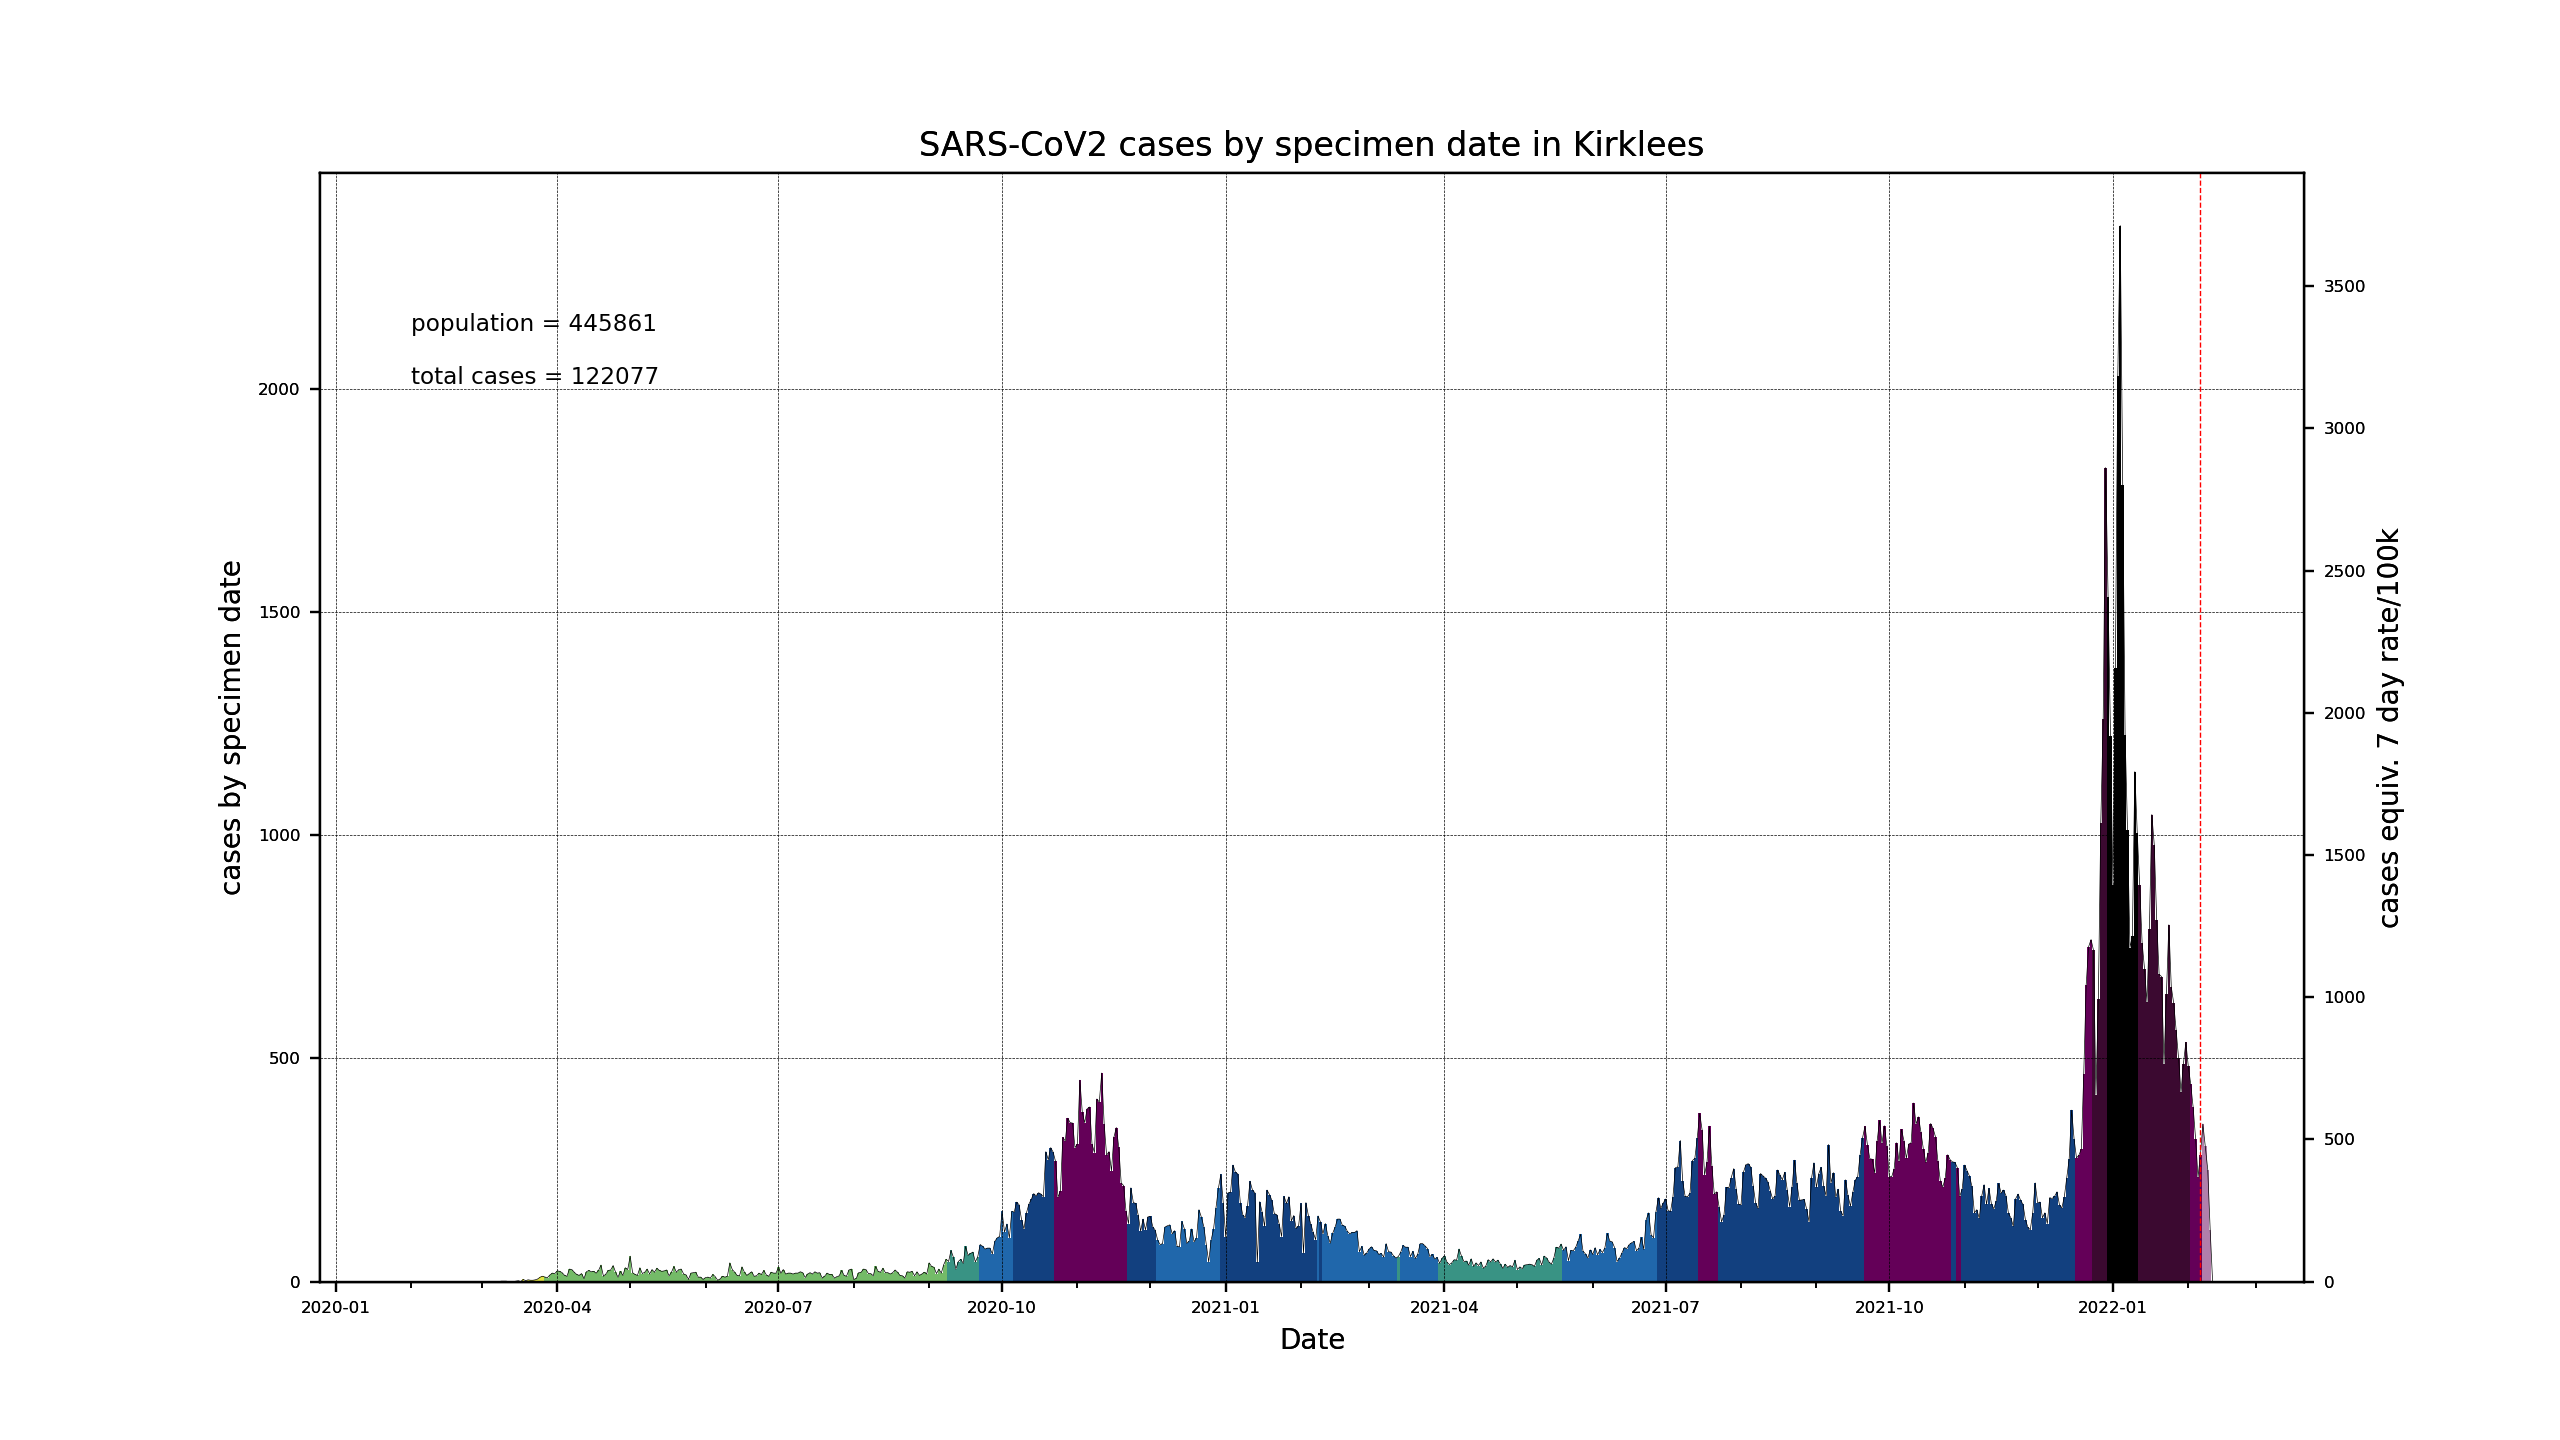 SARS-CoV2 cases by specimen date in Kirklees
population = 445861
total cases = 122077
cases by specimen date
2000
1500
1000
500
0
3500
3000
2500
2000
1500
1000
500
0
cases equiv. 7 day rate/100k
2020-01 2020-04 2020-07 2020-10 2021-01 2021-04 2021-07 2021-10 2022-01
Date